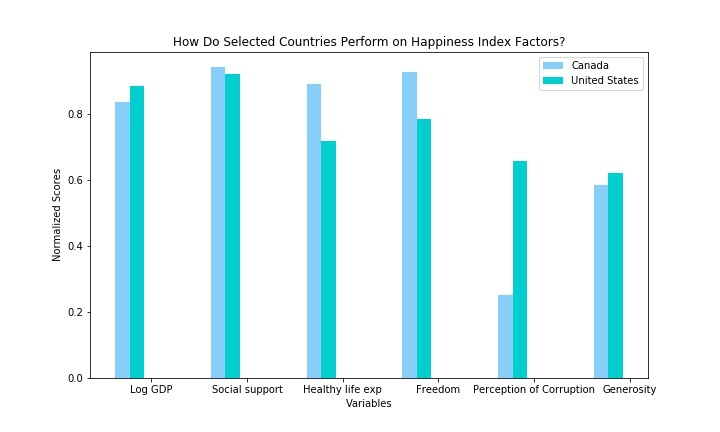 How Do Selected Countries Perform on Happiness Index Factors?
Canada
United States
Normalized Scores
0.8
0.6
0.4
0.2
0.0
Log GDP Social support Healthy life exp Freedom Perception of Corruption Generosity
Variables